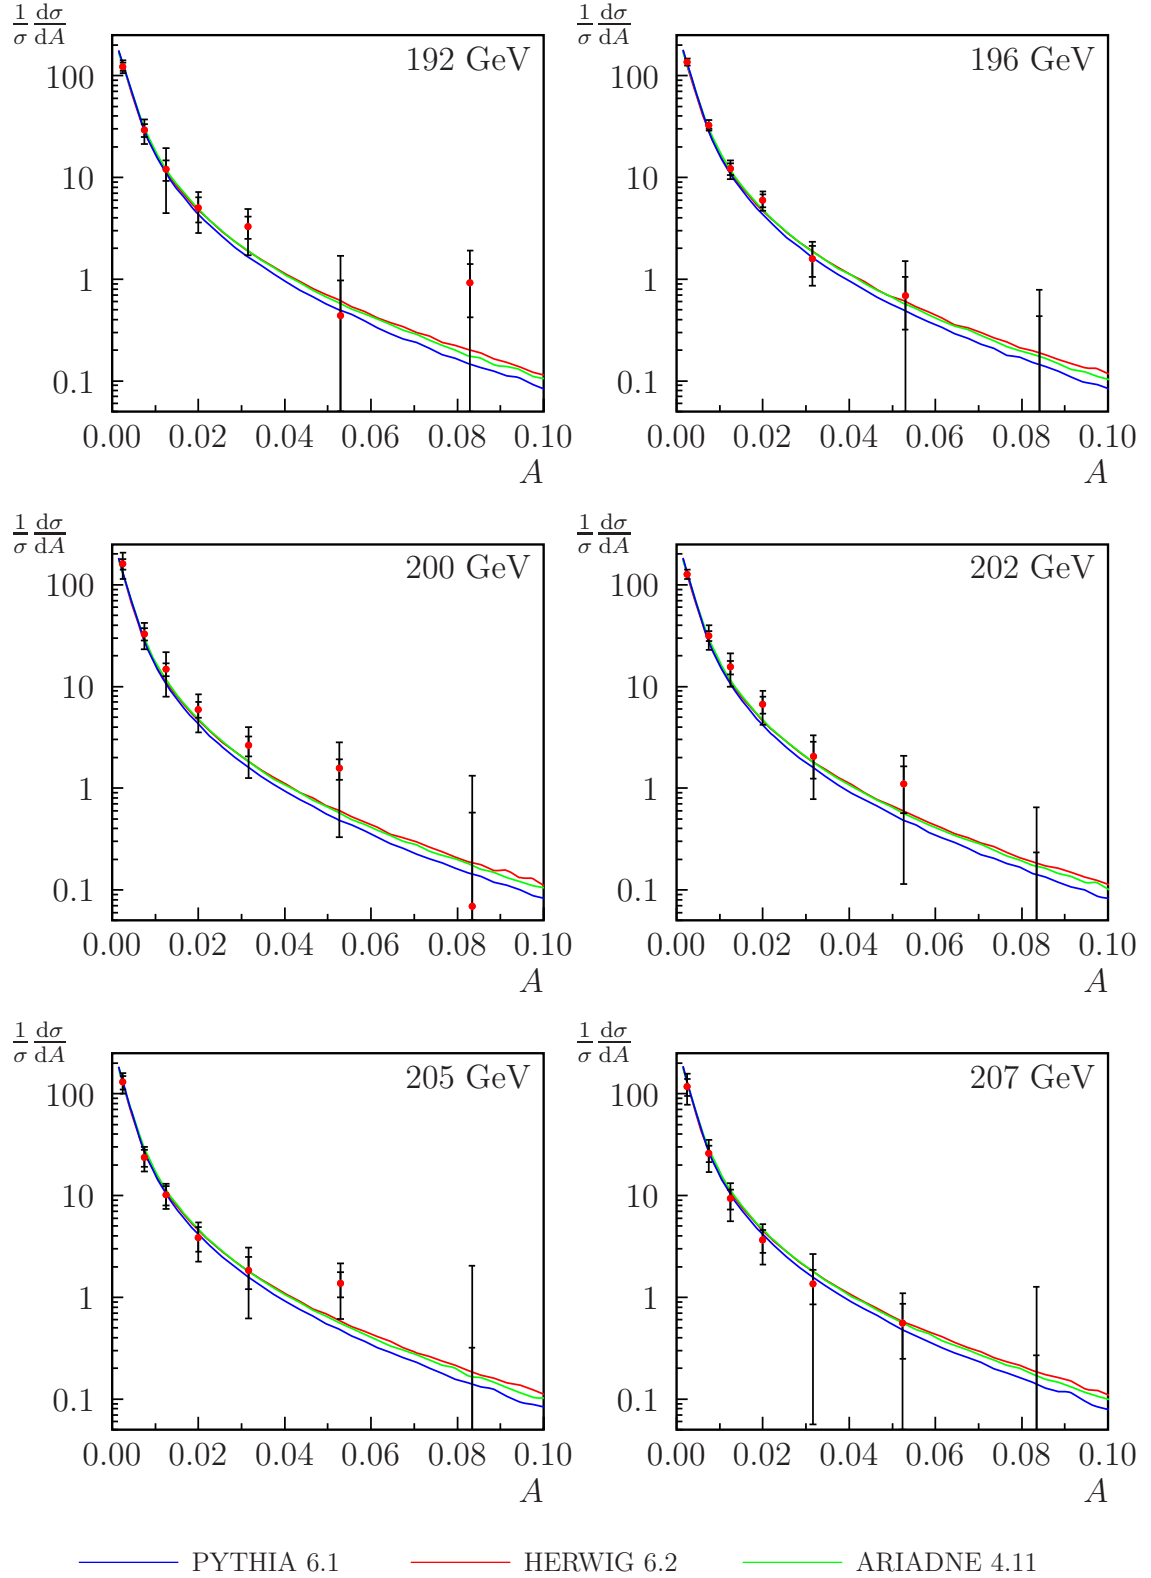 1/σ dσ/dA 192 GeV
100
10
1
0.1
0.00 0.02 0.04 0.06 0.08 0.10
A
1/σ dσ/dA 196 GeV
100
10
1
0.1
0.00 0.02 0.04 0.06 0.08 0.10
A
1/σ dσ/dA 200 GeV
100
10
1
0.1
0.00 0.02 0.04 0.06 0.08 0.10
A
1/σ dσ/dA 202 GeV
100
10
1
0.1
0.00 0.02 0.04 0.06 0.08 0.10
A
1/σ dσ/dA 205 GeV
100
10
1
0.1
0.00 0.02 0.04 0.06 0.08 0.10
A
1/σ dσ/dA 207 GeV
100
10
1
0.1
0.00 0.02 0.04 0.06 0.08 0.10
A
PYTHIA 6.1 HERWIG 6.2 ARIADNE 4.11